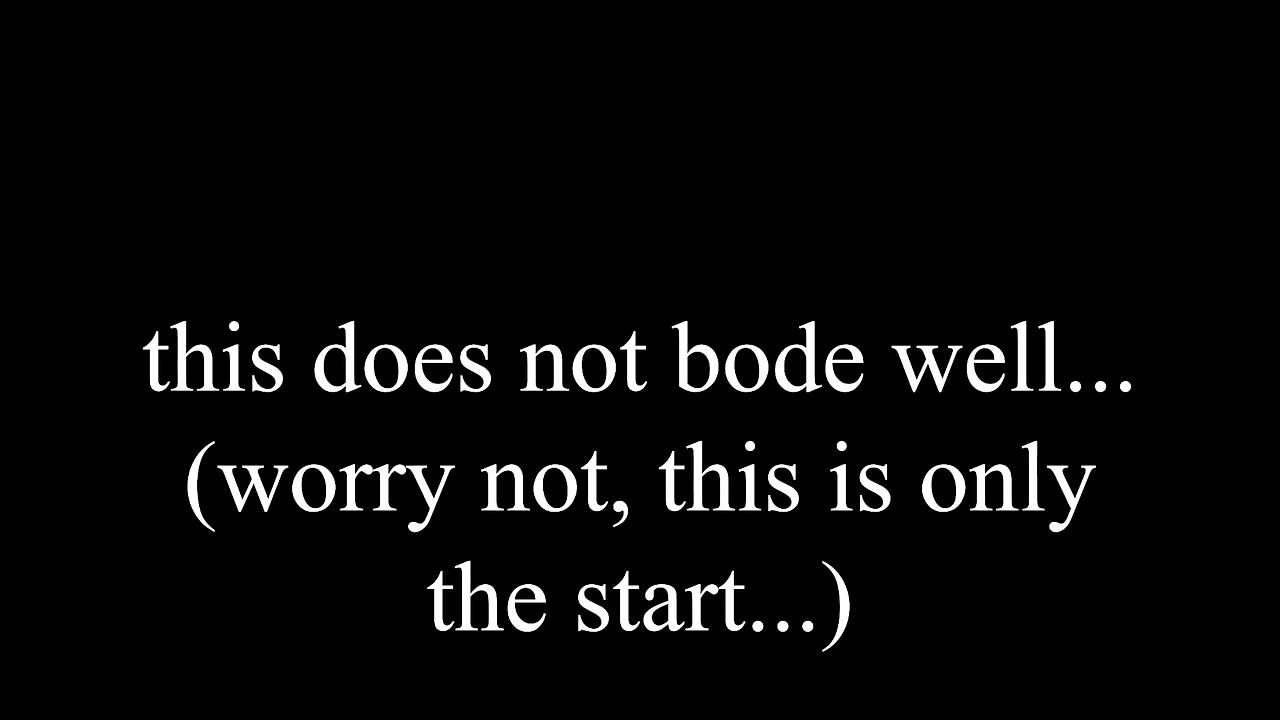 this does not bode well...
(worry not, this is only
the start...)